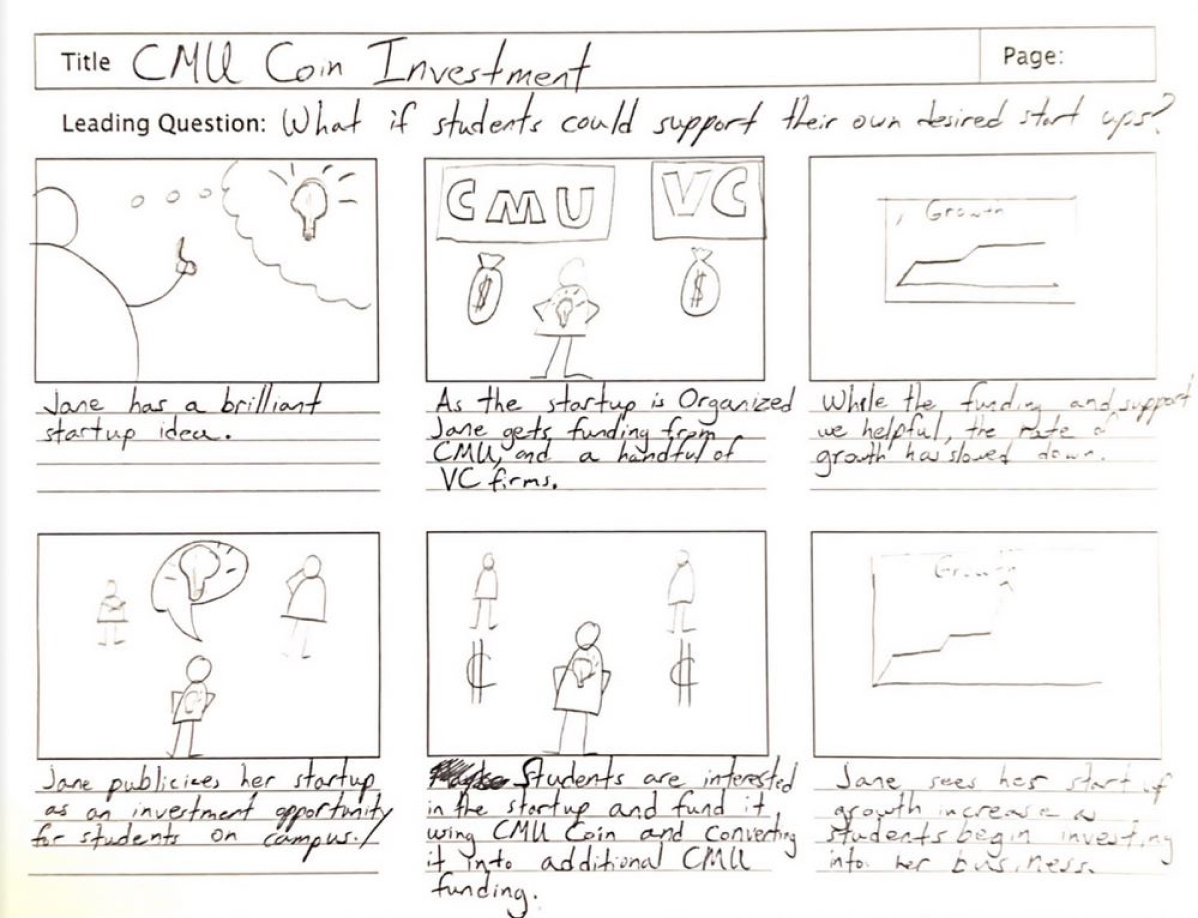 Title CMU Coin Investment
Page:
Leading Question: What if students could support their own desired start ups?
CMU
VC
$
$
Growth
Jane has a brilliant
startup idea.
As the startup is Organized
Jane gets funding from
CMU, and a handful of
VC firms.
While the funding and support
we helpful, the rate of
growth has slowed down.
Growth
Jane publicizes her startup
as an investment opportunity
for students on campus.
Students are interested
in the startup and fund it
using CMU Coin and converting
it into additional CMU
funding.
Jane sees her start up
growth increase as
students begin investing
into her business.